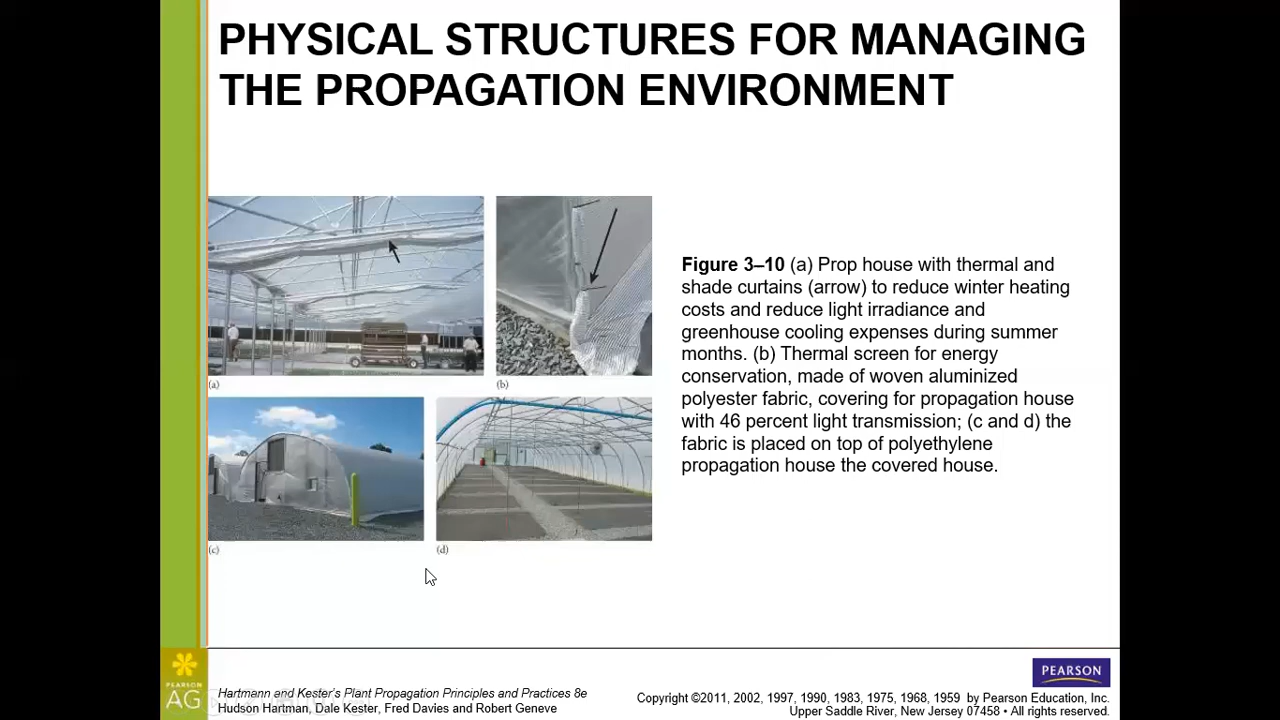 PHYSICAL STRUCTURES FOR MANAGING
THE PROPAGATION ENVIRONMENT
(a)
(b)
(c)
(d)
Figure 3–10 (a) Prop house with thermal and
shade curtains (arrow) to reduce winter heating
costs and reduce light irradiance and
greenhouse cooling expenses during summer
months. (b) Thermal screen for energy
conservation, made of woven aluminized
polyester fabric, covering for propagation house
with 46 percent light transmission; (c and d) the
fabric is placed on top of polyethylene
propagation house the covered house.
PEARSON
AG
Hartmann and Kester's Plant Propagation Principles and Practices 8e
Hudson Hartman, Dale Kester, Fred Davies and Robert Geneve
PEARSON
Copyright ©2011, 2002, 1997, 1990, 1983, 1975, 1968, 1959 by Pearson Education, Inc.
Upper Saddle River, New Jersey 07458 • All rights reserved.